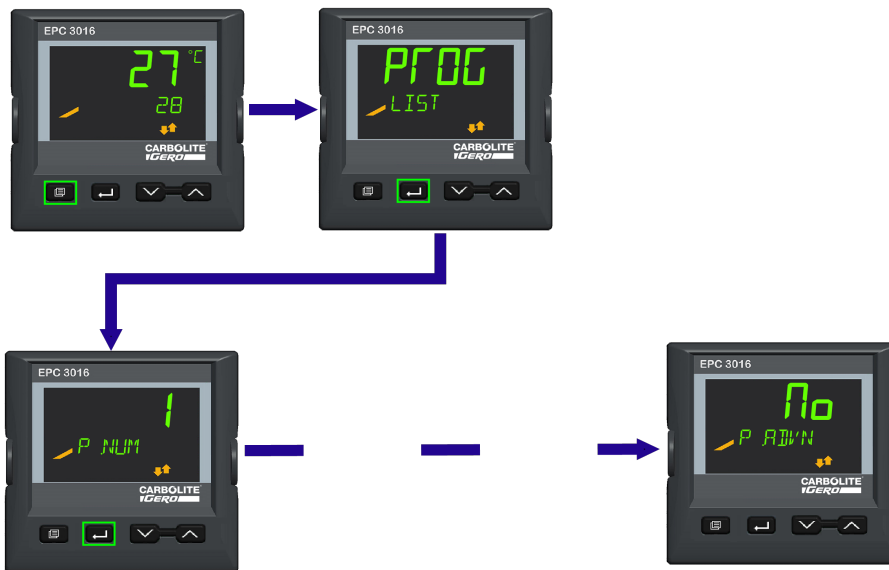 EPC 3016
27 °C
28
CARBOLITE
GERO
EPC 3016
PROG
LIST
CARBOLITE
GERO
EPC 3016
1
P NUM
CARBOLITE
GERO
EPC 3016
No
P ADVN
CARBOLITE
GERO